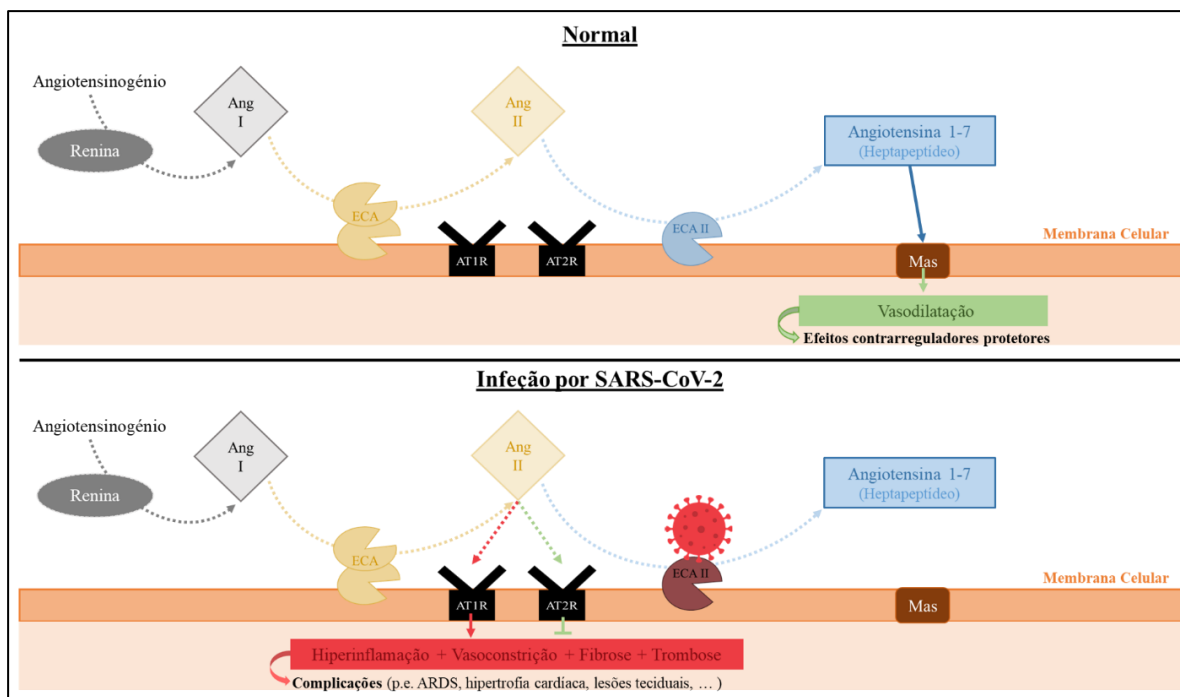 Normal
Angiotensinogénio
Renina
Ang
I
ECA
Ang
II
AT1R
AT2R
ECA II
Angiotensina 1-7
(Heptapeptídeo)
Membrana Celular
Mas
Vasodilatação
Efeitos contrarreguladores protetores
Infeção por SARS-CoV-2
Angiotensinogénio
Renina
Ang
I
ECA
Ang
II
AT1R
AT2R
ECA II
Angiotensina 1-7
(Heptapeptídeo)
Membrana Celular
Mas
Hiperinflamação + Vasoconstrição + Fibrose + Trombose
Complicações (p.e. ARDS, hipertrofia cardíaca, lesões teciduais, … )